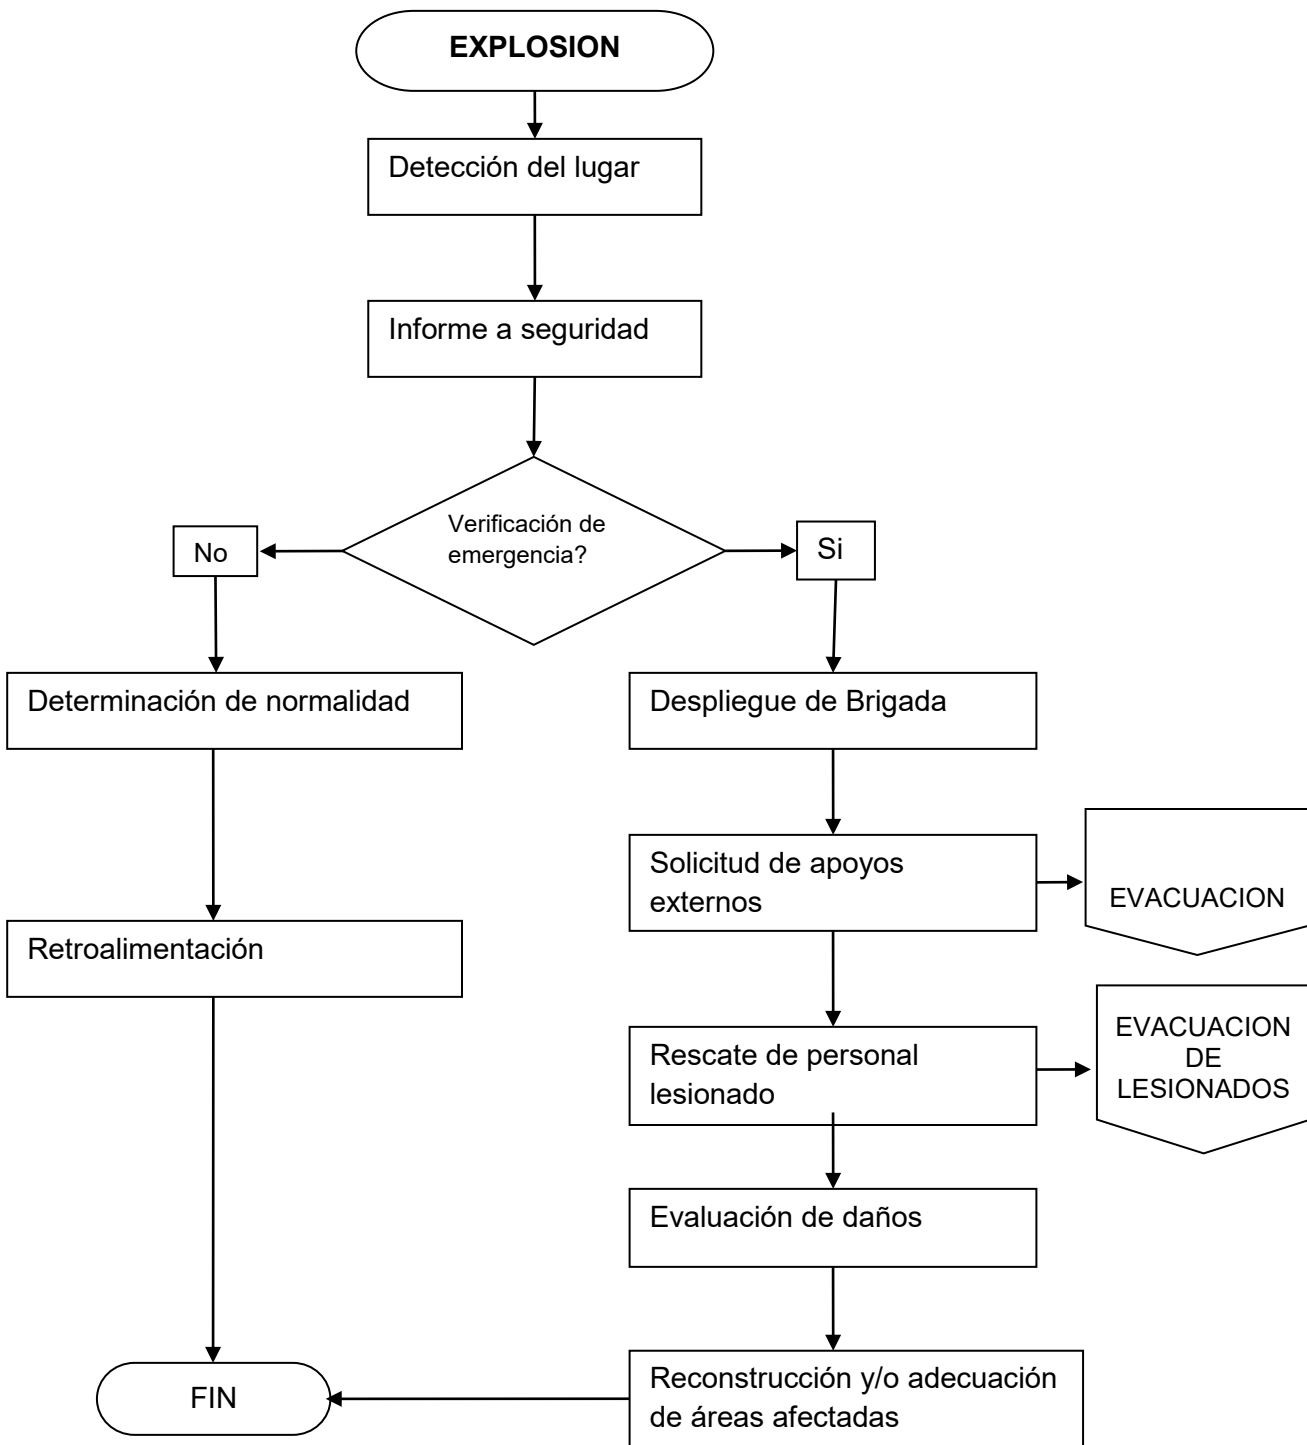 EXPLOSION
Detección del lugar
Informe a seguridad
Verificación de
emergencia?
No
Si
Determinación de normalidad
Despliegue de Brigada
Solicitud de apoyos
externos
EVACUACION
Retroalimentación
Rescate de personal
lesionado
EVACUACION
DE
LESIONADOS
Evaluación de daños
Reconstrucción y/o adecuación
de áreas afectadas
FIN